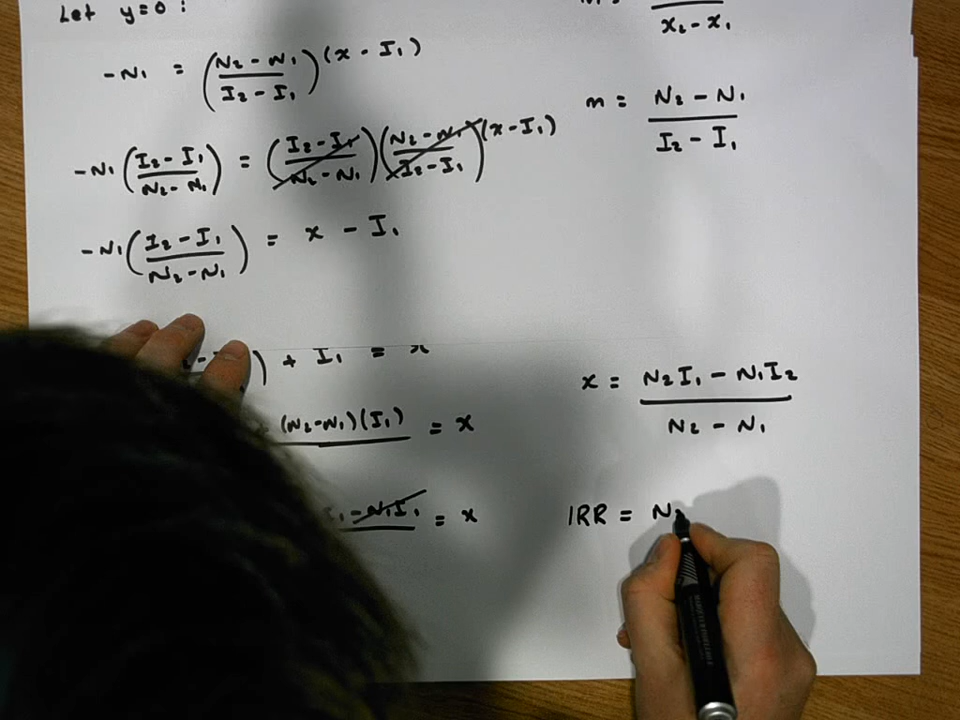 Let y=0 :
x₂ - x₁
-N₁ = ((N₂ - N₁)/(I₂ - I₁))(x - I₁)
m = (N₂ - N₁)/(I₂ - I₁)
-N₁((I₂ - I₁)/(N₂ - N₁)) = ((I₂ - I₁)/(N₂ - N₁))((N₂ - N₁)/(I₂ - I₁))(x - I₁)
-N₁((I₂ - I₁)/(N₂ - N₁)) = x - I₁
) + I₁ = x
x = (N₂I₁ - N₁I₂)/(N₂ - N₁)
(N₂-N₁)(I₁) = x
- N₁I₁ = x
IRR = N